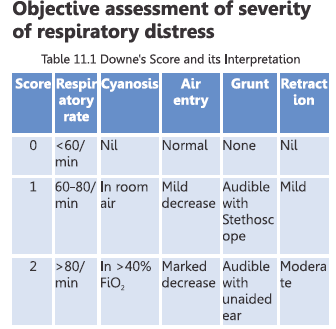 Objective assessment of severity
of respiratory distress
Table 11.1 Downe's Score and its Interpretation
Score Respir Cyanosis Air Grunt Retract
atory entry ion
rate
0 <60/ Nil Normal None Nil
min
1 60-80/ In room Mild Audible Mild
min air decrease with
Stethosc
ope
2 >80/ In >40% Marked Audible Modera
min FiO₂ decrease with te
unaided
ear